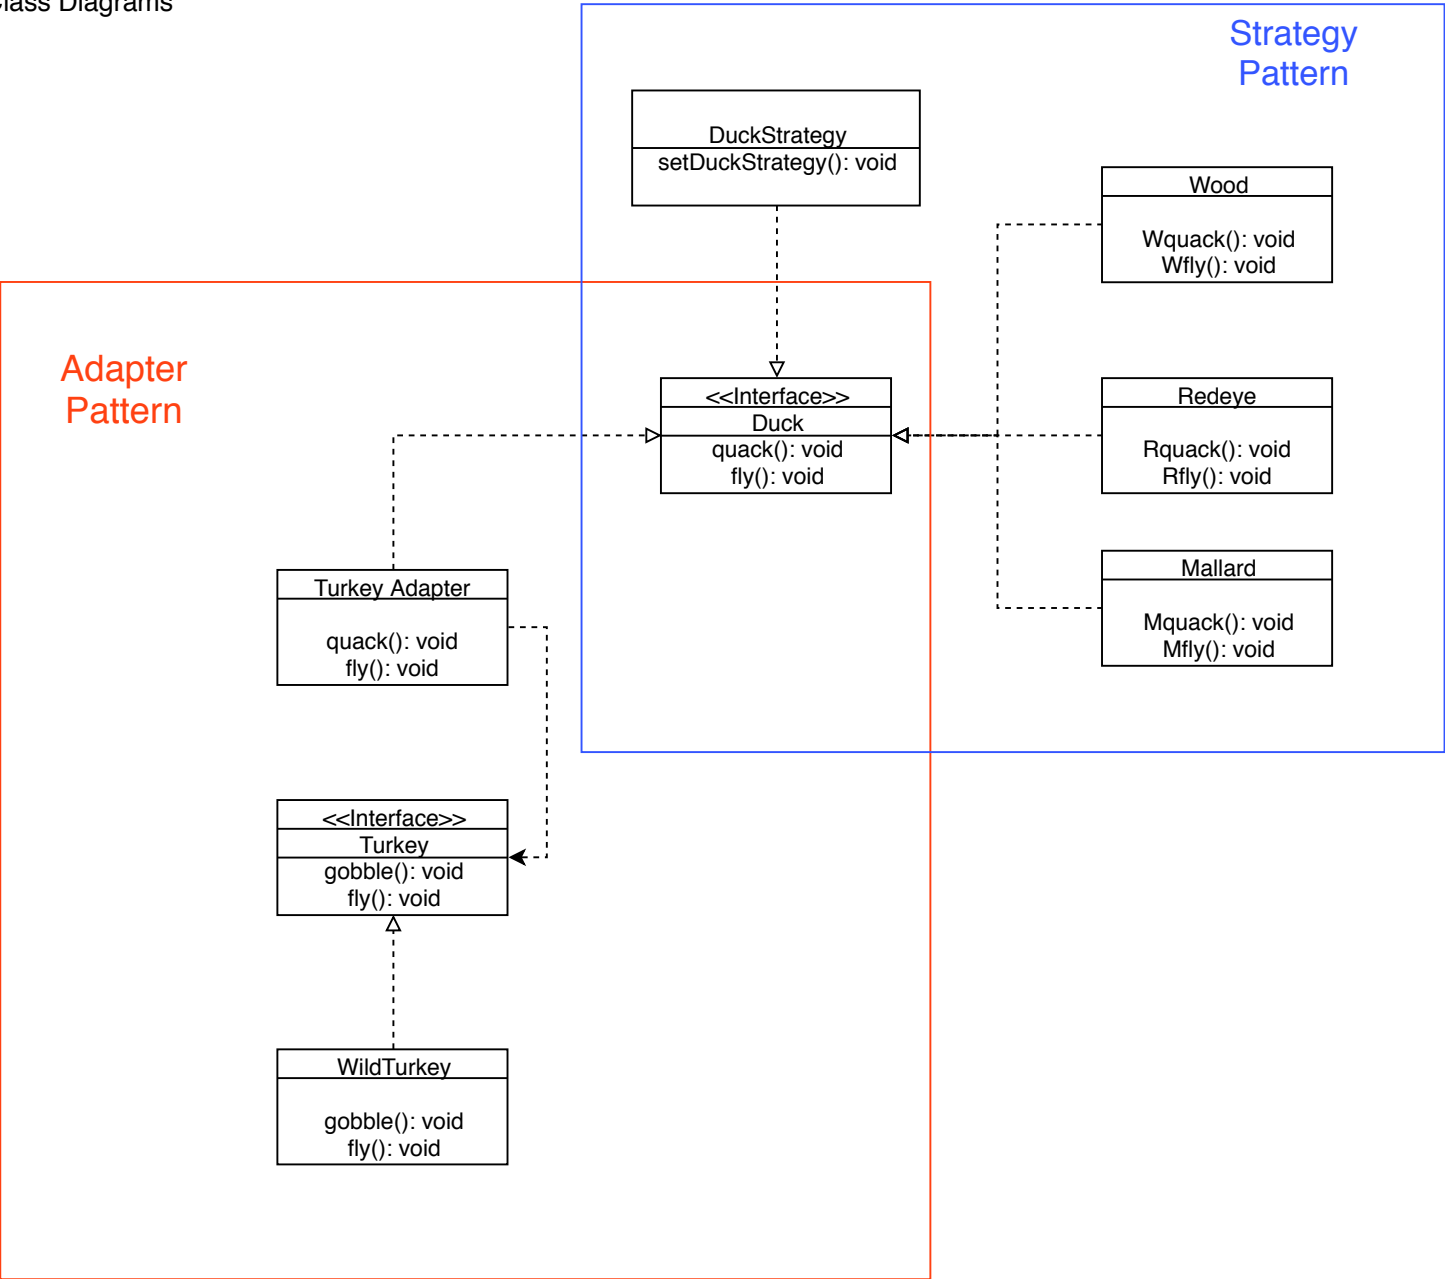 Class Diagrams
Strategy
Pattern
DuckStrategy
setDuckStrategy(): void
Wood
Wquack(): void
Wfly(): void
Adapter
Pattern
<<Interface>>
Duck
quack(): void
fly(): void
Redeye
Rquack(): void
Rfly(): void
Mallard
Mquack(): void
Mfly(): void
Turkey Adapter
quack(): void
fly(): void
<<Interface>>
Turkey
gobble(): void
fly(): void
WildTurkey
gobble(): void
fly(): void